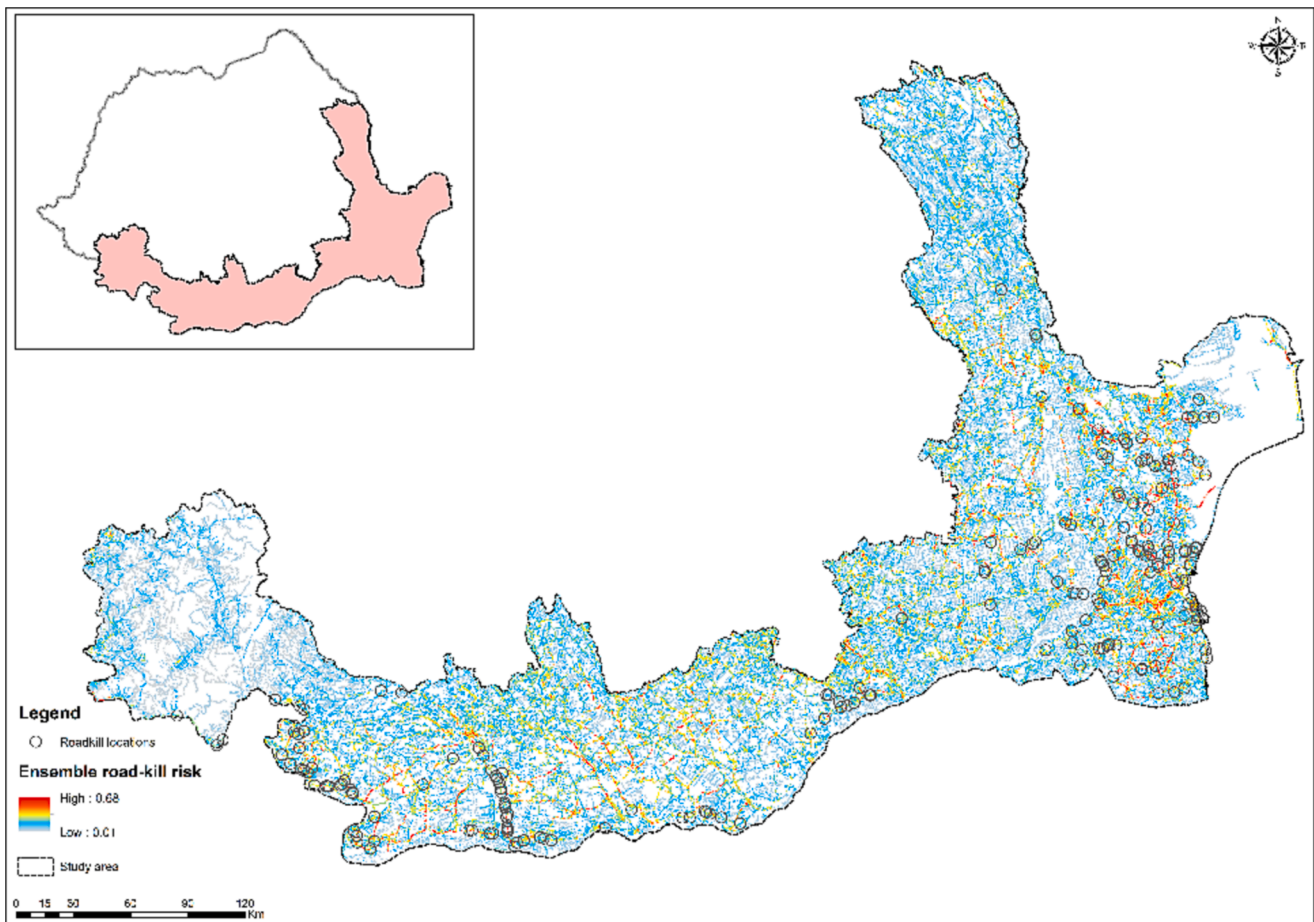 N
W
S
Legend
Roadkill locations
Ensemble road-kill risk
High : 0.68
Low : 0.01
Study area
0 15 30 60 90 120
Km